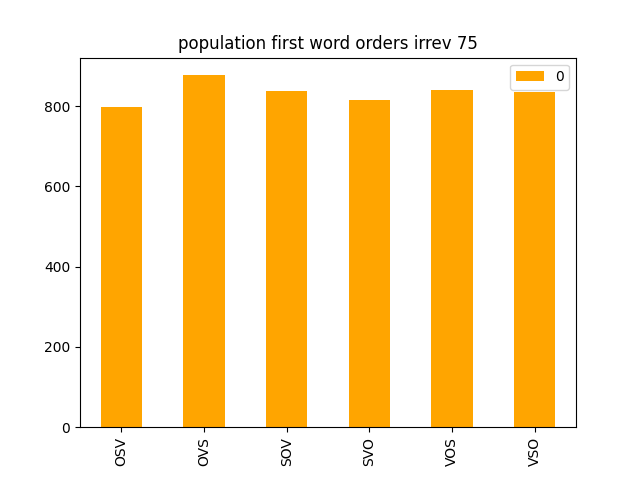 population first word orders irrev 75
0
800
600
400
200
0
OSV
OVS
SOV
SVO
VOS
VSO